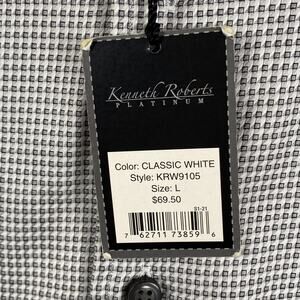 Kenneth Roberts
PLATINUM
Color: CLASSIC WHITE
Style: KRW9105
Size: L
$69.50
S1-21
7 62711 73859 6